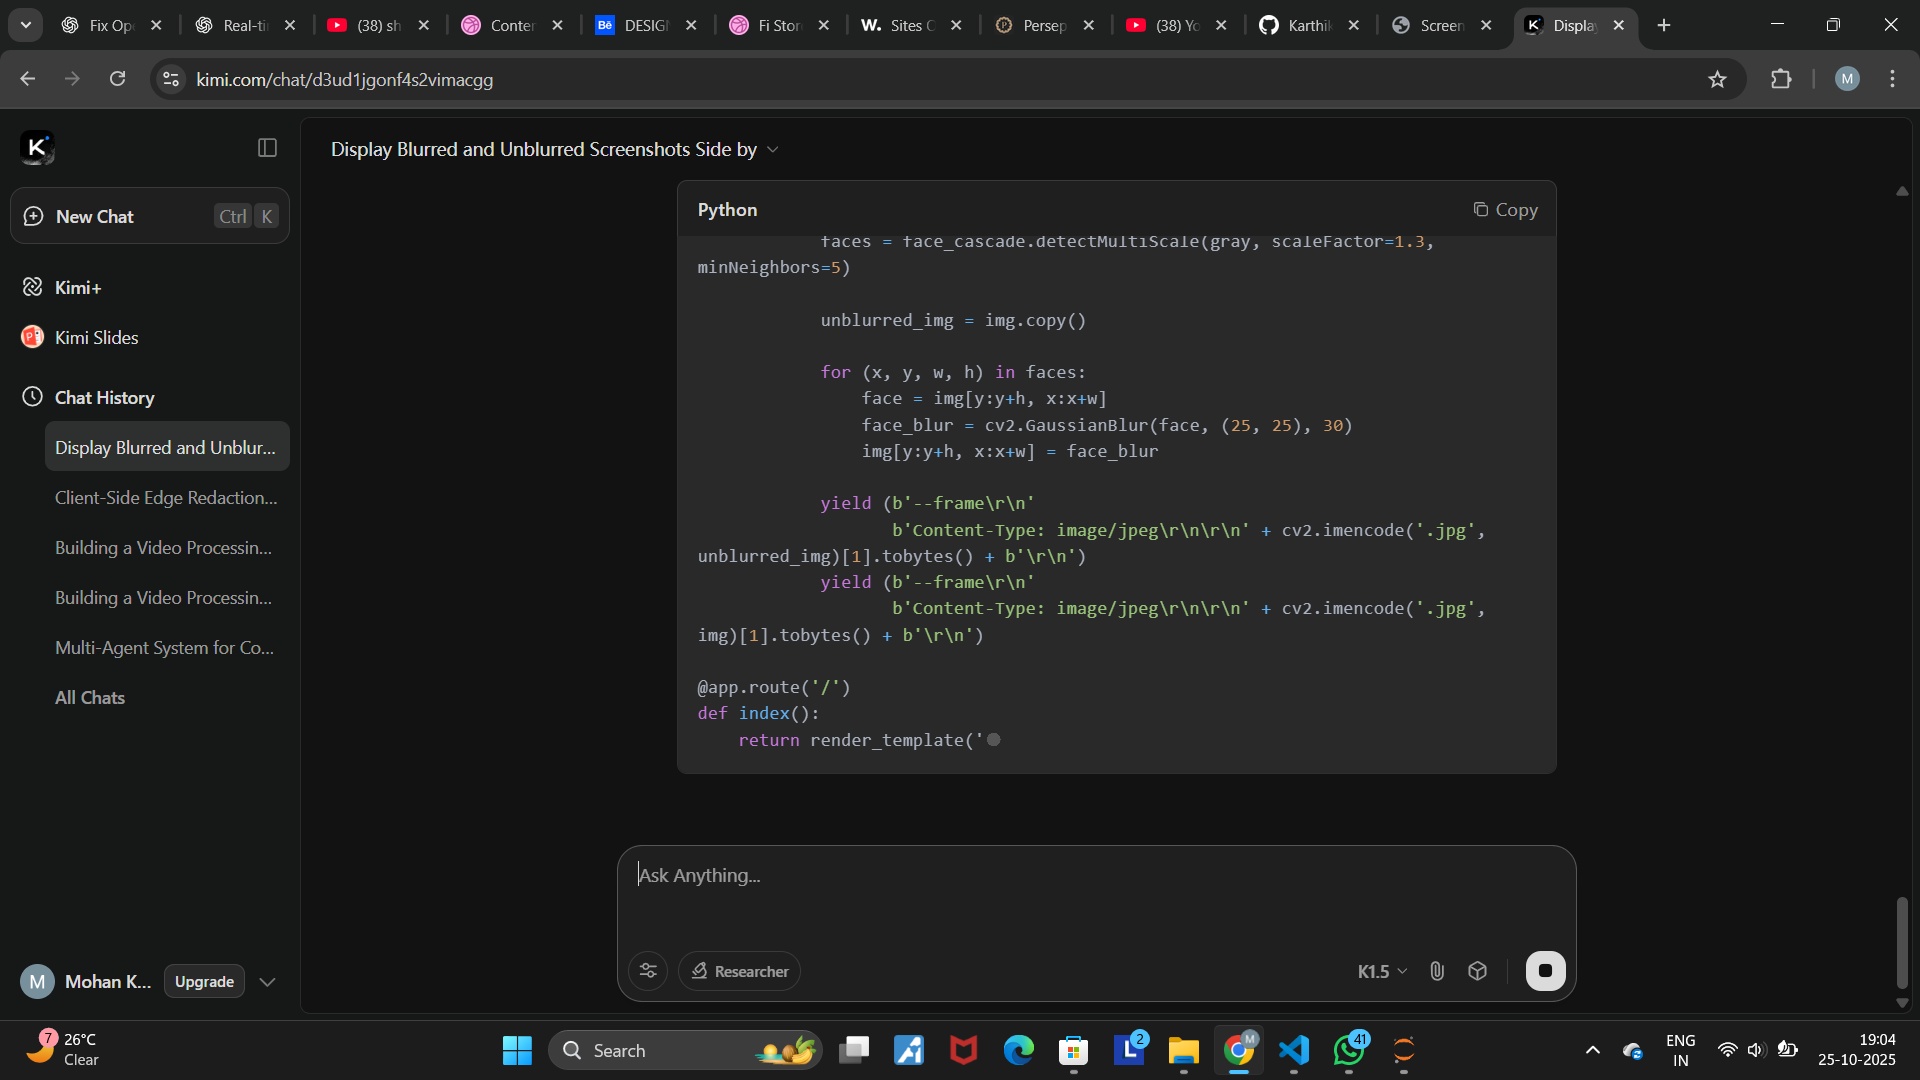 Fix Op
Real-ti
(38) sh
Conter
Bē
DESIG
Fi Stor
W.
Sites
Persep
(38) Yo
Karthik
Screen
K
Displa
kimi.com/chat/d3ud1jgonf4s2vimacgg
M
K
Display Blurred and Unblurred Screenshots Side by
New Chat
Ctrl K
Kimi+
Kimi Slides
Chat History
Display Blurred and Unblur...
Client-Side Edge Redaction...
Building a Video Processin...
Building a Video Processin...
Multi-Agent System for Co...
All Chats
M
Mohan K...
Upgrade
Python
Copy
faces = face_cascade.detectMultiScale(gray, scaleFactor=1.3,
minNeighbors=5)
unblurred_img = img.copy()
for (x, y, w, h) in faces:
face = img[y:y+h, x:x+w]
face_blur = cv2.GaussianBlur(face, (25, 25), 30)
img[y:y+h, x:x+w] = face_blur
yield (b'--frame\r\n'
b'Content-Type: image/jpeg\r\n\r\n' + cv2.imencode('.jpg',
unblurred_img)[1].tobytes() + b'\r\n')
yield (b'--frame\r\n'
b'Content-Type: image/jpeg\r\n\r\n' + cv2.imencode('.jpg',
img)[1].tobytes() + b'\r\n')
@app.route('/')
def index():
return render_template('
Ask Anything...
Researcher
K1.5
7
26°C
Clear
Search
L
2
M
41
ENG
IN
19:04
25-10-2025